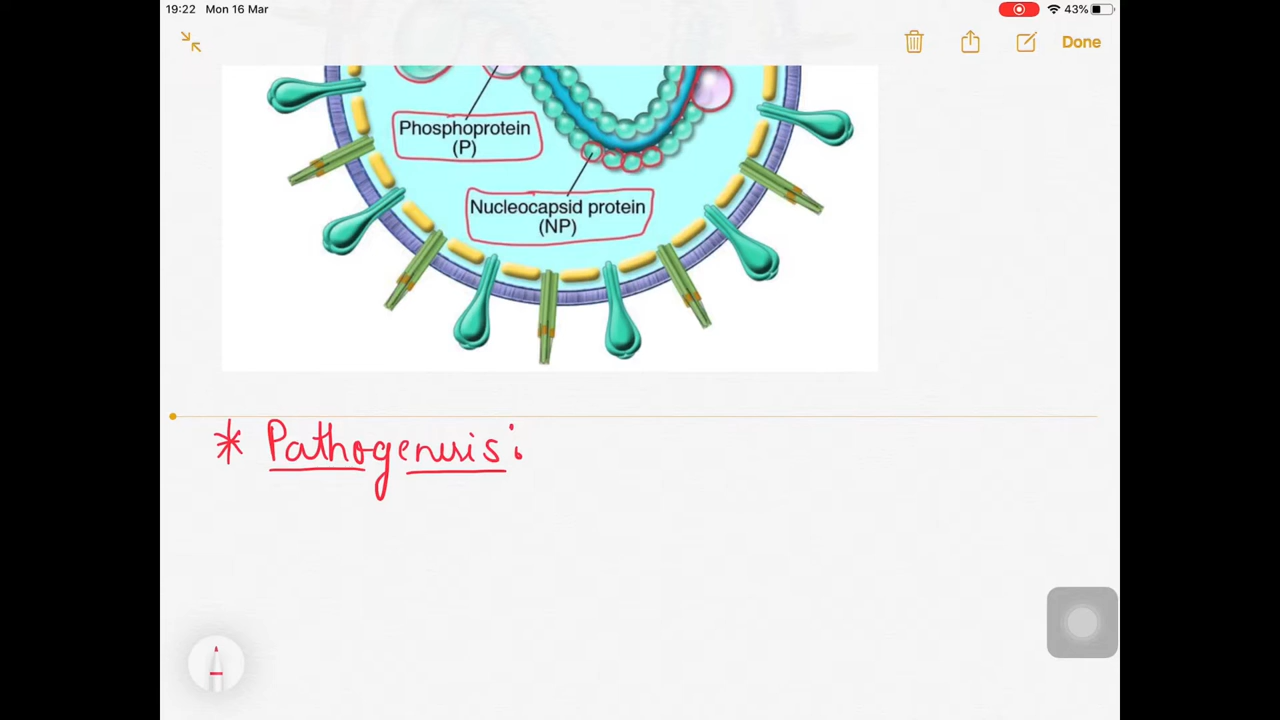 19:22 Mon 16 Mar
43%
Done
Phosphoprotein
(P)
Nucleocapsid protein
(NP)
* Pathogenesis: